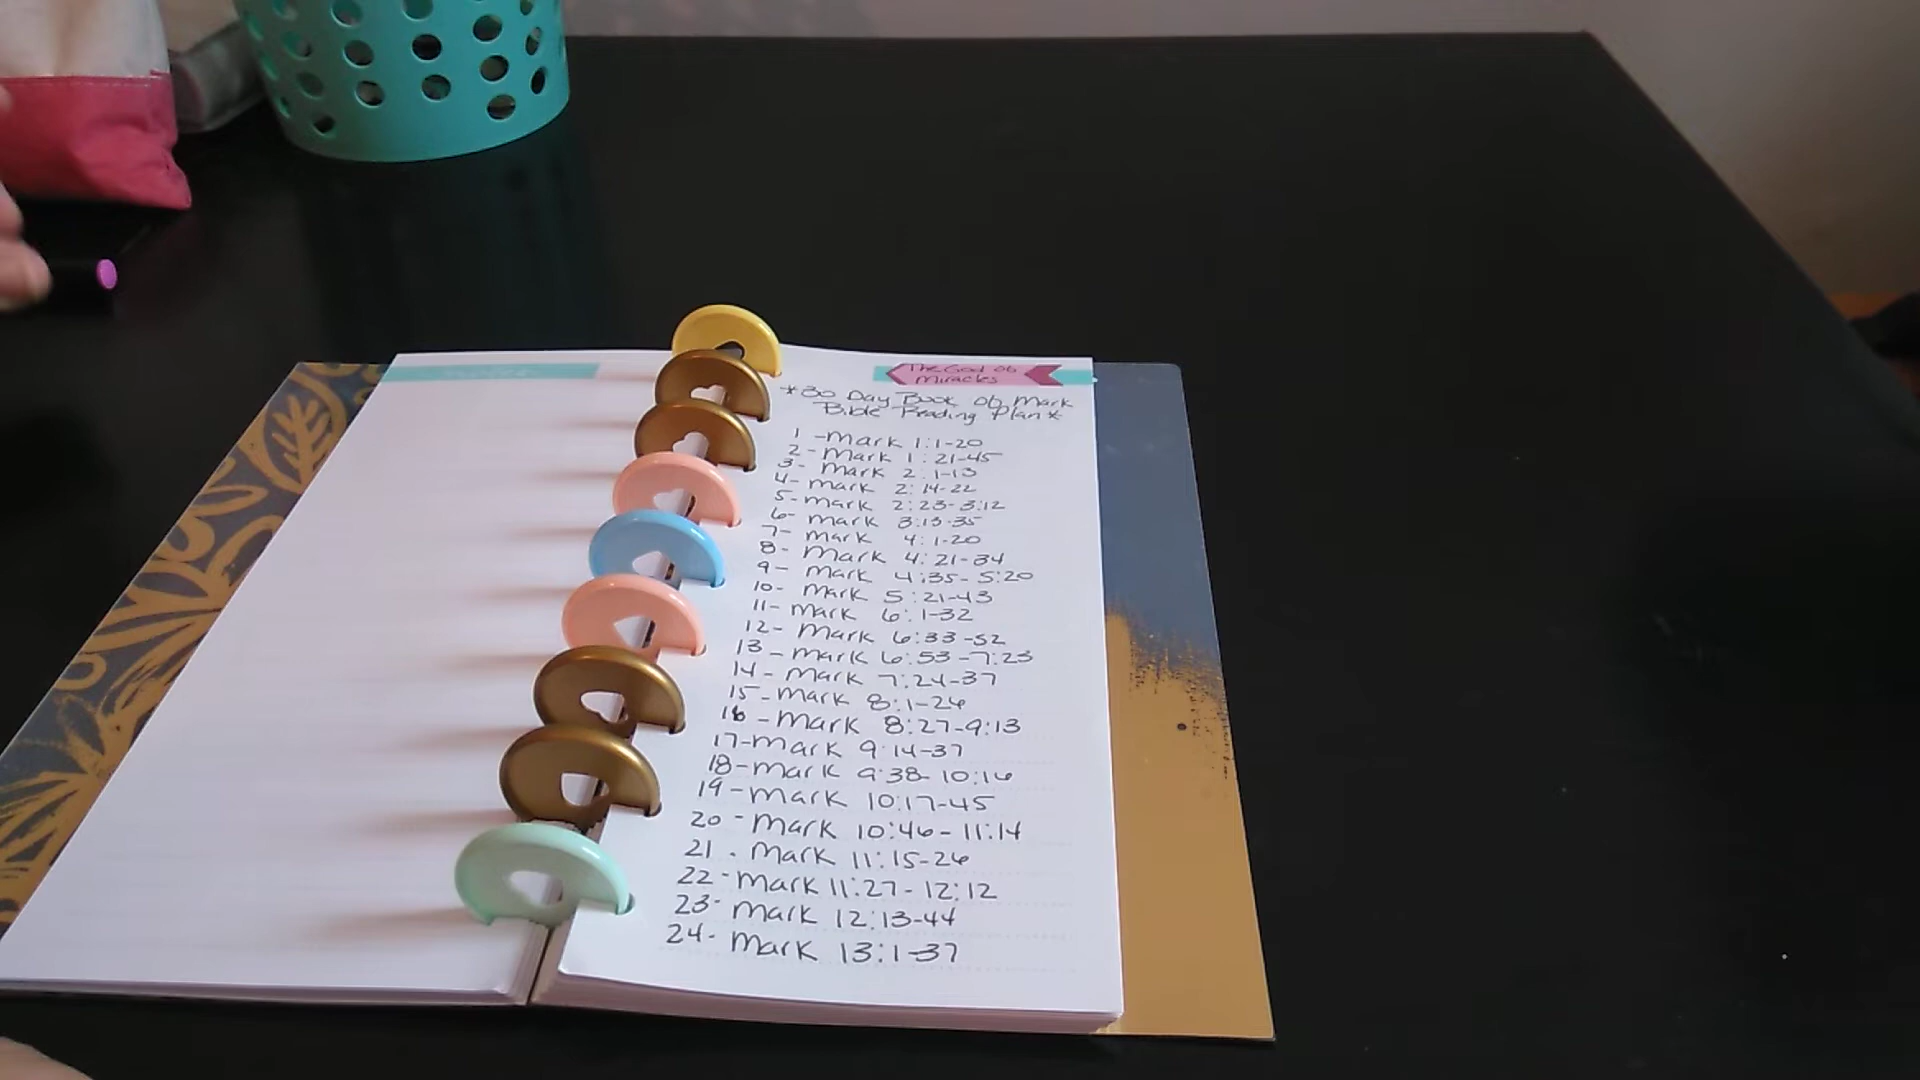 notes
The God of
Miracles
*30 Day Book of Mark
Bible Reading Plan*
1 - Mark 1:1-20
2 - Mark 1:21-45
3 - Mark 2:1-13
4 - Mark 2:14-22
5 - Mark 2:23-3:12
6 - Mark 3:13-35
7 - Mark 4:1-20
8 - Mark 4:21-34
9 - Mark 4:35-5:20
10 - Mark 5:21-43
11 - Mark 6:1-32
12 - Mark 6:33-52
13 - Mark 6:53-7:23
14 - Mark 7:24-37
15 - Mark 8:1-26
16 - Mark 8:27-9:13
17 - Mark 9:14-37
18 - Mark 9:38-10:16
19 - Mark 10:17-45
20 - Mark 10:46-11:14
21 - Mark 11:15-26
22 - Mark 11:27-12:12
23 - Mark 12:13-44
24 - Mark 13:1-37